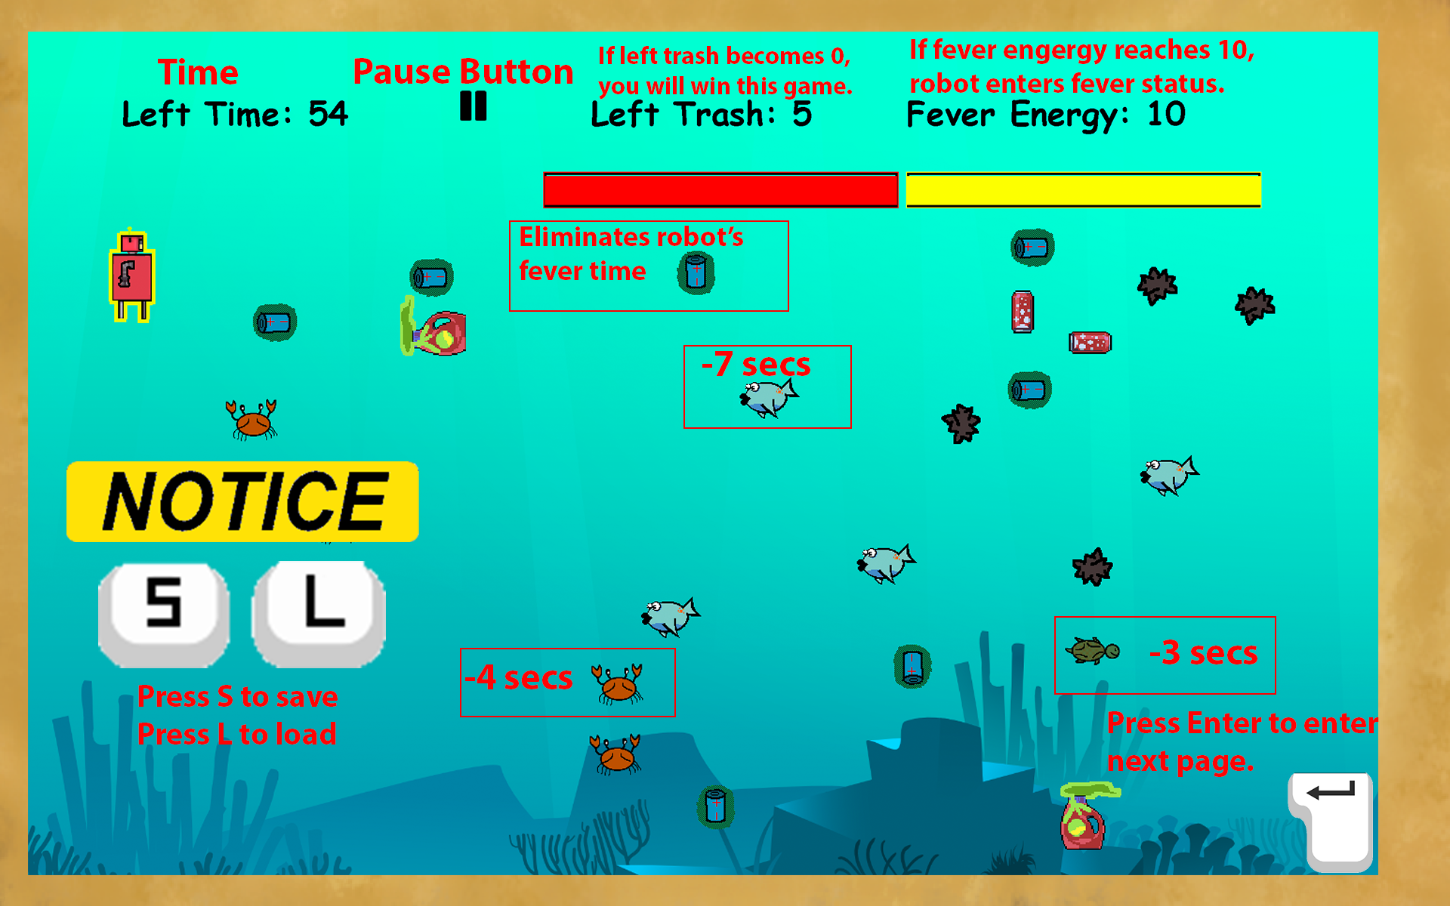 Time
Pause Button
If left trash becomes 0,
you will win this game.
If fever engergy reaches 10,
robot enters fever status.
Left Time: 54
Left Trash: 5
Fever Energy: 10
Eliminates robot's
fever time
-7 secs
NOTICE
S L
Press S to save
Press L to load
-4 secs
-3 secs
Press Enter to enter
next page.